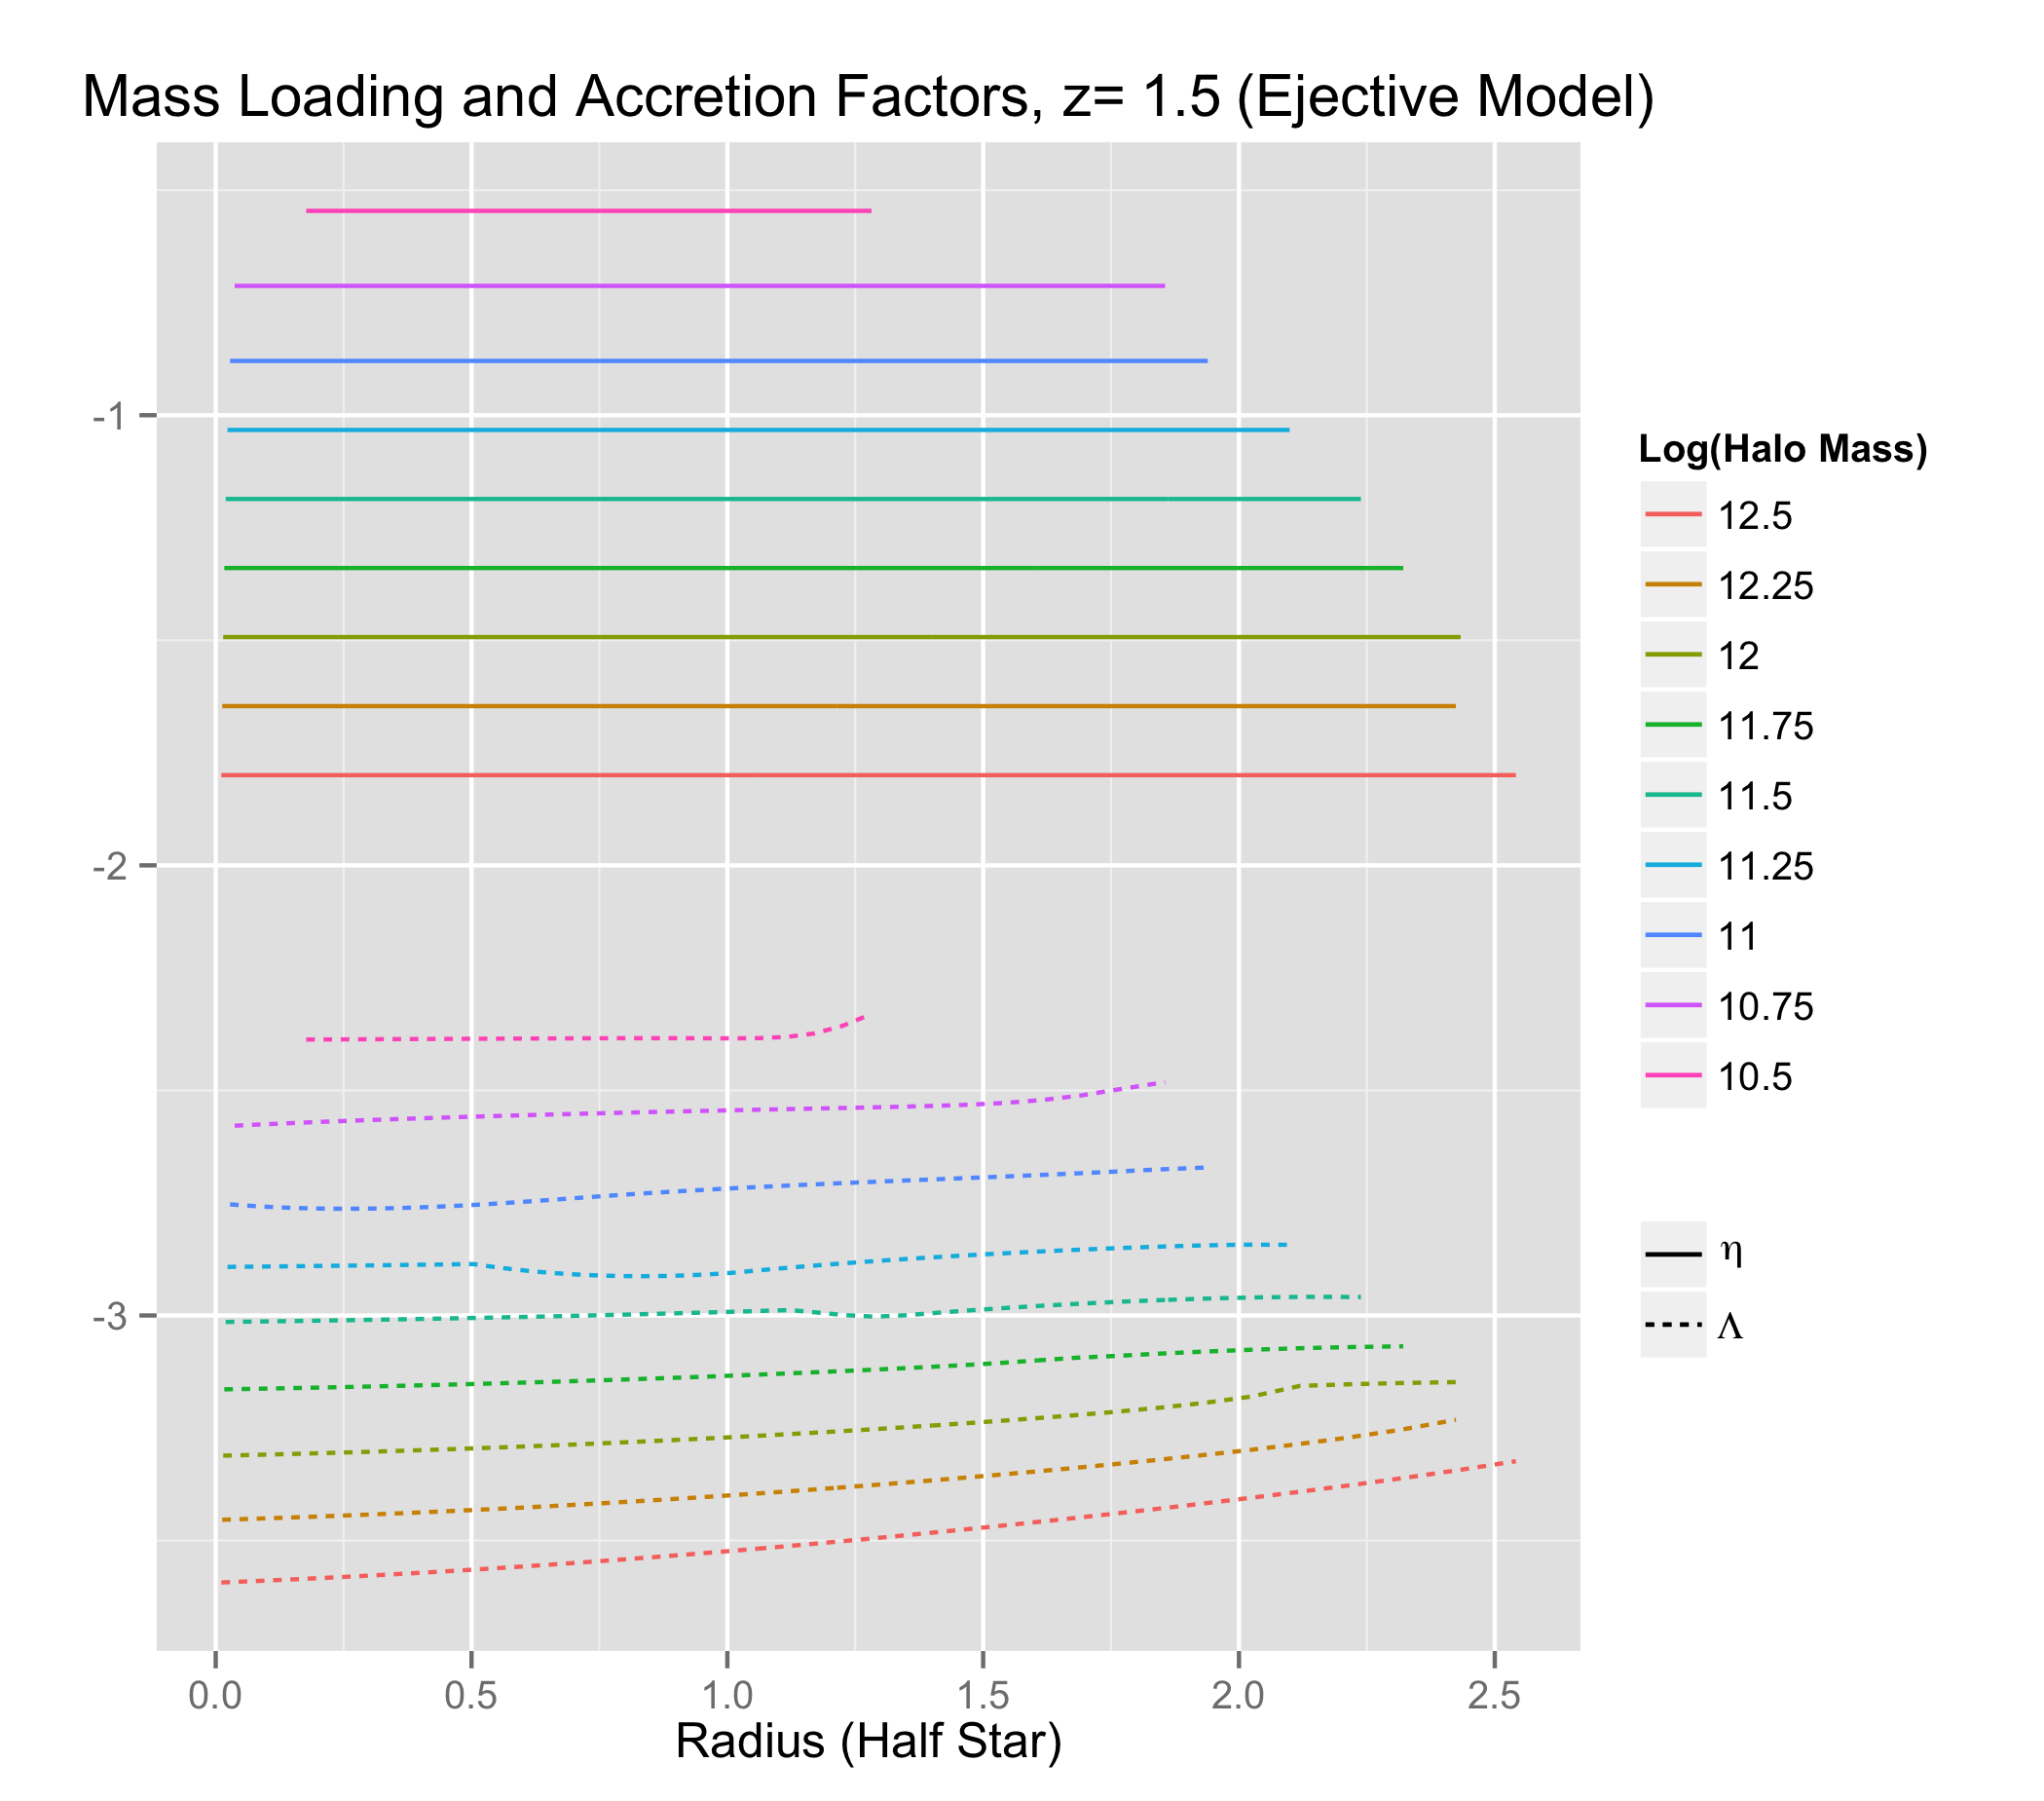 Mass Loading and Accretion Factors, z= 1.5 (Ejective Model)
-1
-2
-3
0.0 0.5 1.0 1.5 2.0 2.5
Radius (Half Star)
Log(Halo Mass)
12.5
12.25
12
11.75
11.5
11.25
11
10.75
10.5
η
Λ